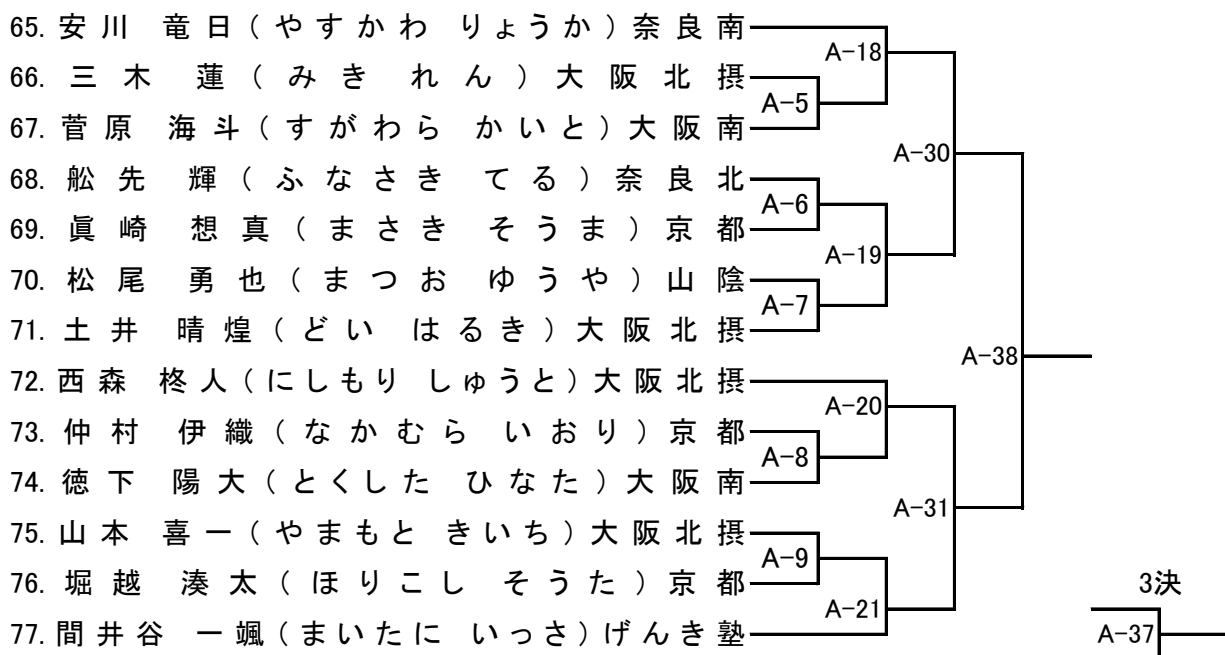 65. 安川 竜日(やすかわ りょうか)奈良南
A-18
66. 三木 蓮(みき れん)大阪北摂
A-5
67. 菅原 海斗(すがわら かいと)大阪南
A-30
68. 舩先 輝(ふなさき てる)奈良北
A-6
69. 眞崎 想真(まさき そうま)京都
A-19
70. 松尾 勇也(まつお ゆうや)山陰
A-7
71. 土井 晴煌(どい はるき)大阪北摂
A-38
72. 西森 柊人(にしもり しゅうと)大阪北摂
A-20
73. 仲村 伊織(なかむら いおり)京都
A-8
74. 徳下 陽大(とくした ひなた)大阪南
A-31
75. 山本 喜一(やまもと きいち)大阪北摂
A-9
76. 堀越 湊太(ほりこし そうた)京都
3決
A-21
77. 間井谷 一颯(まいたに いっさ)げんき塾
A-37